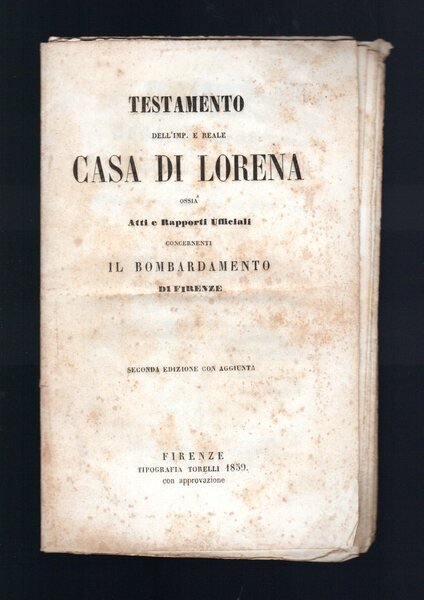 TESTAMENTO
DELL'IMP. E REALE
CASA DI LORENA
OSSIA
Atti e Rapporti Ufficiali
CONCERNENTI
IL BOMBARDAMENTO
DI FIRENZE
SECONDA EDIZIONE CON AGGIUNTA
FIRENZE
TIPOGRAFIA TORELLI 1859.
con approvazione